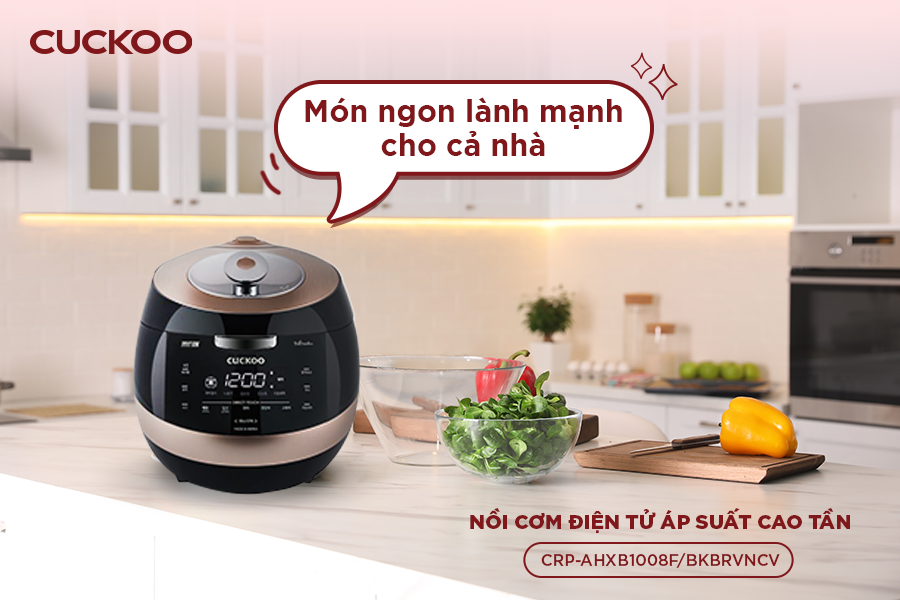 CUCKOO
Món ngon lành mạnh
cho cả nhà
CUCKOO
1200
NỒI CƠM ĐIỆN TỬ ÁP SUẤT CAO TẦN
CRP-AHXB1008F/BKBRVNCV